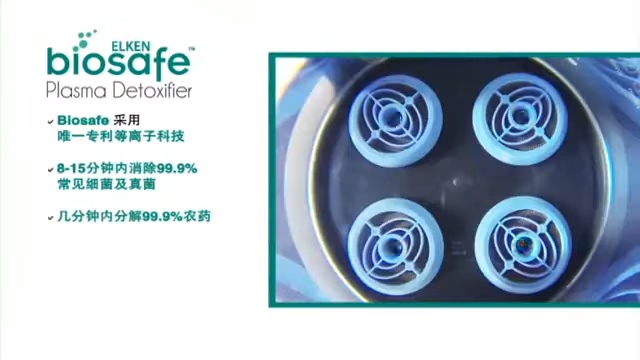 ELKEN
biosafe™
Plasma Detoxifier
Biosafe 采用
唯一专利等离子科技
8-15分钟内消除99.9%
常见细菌及真菌
几分钟内分解99.9%农药